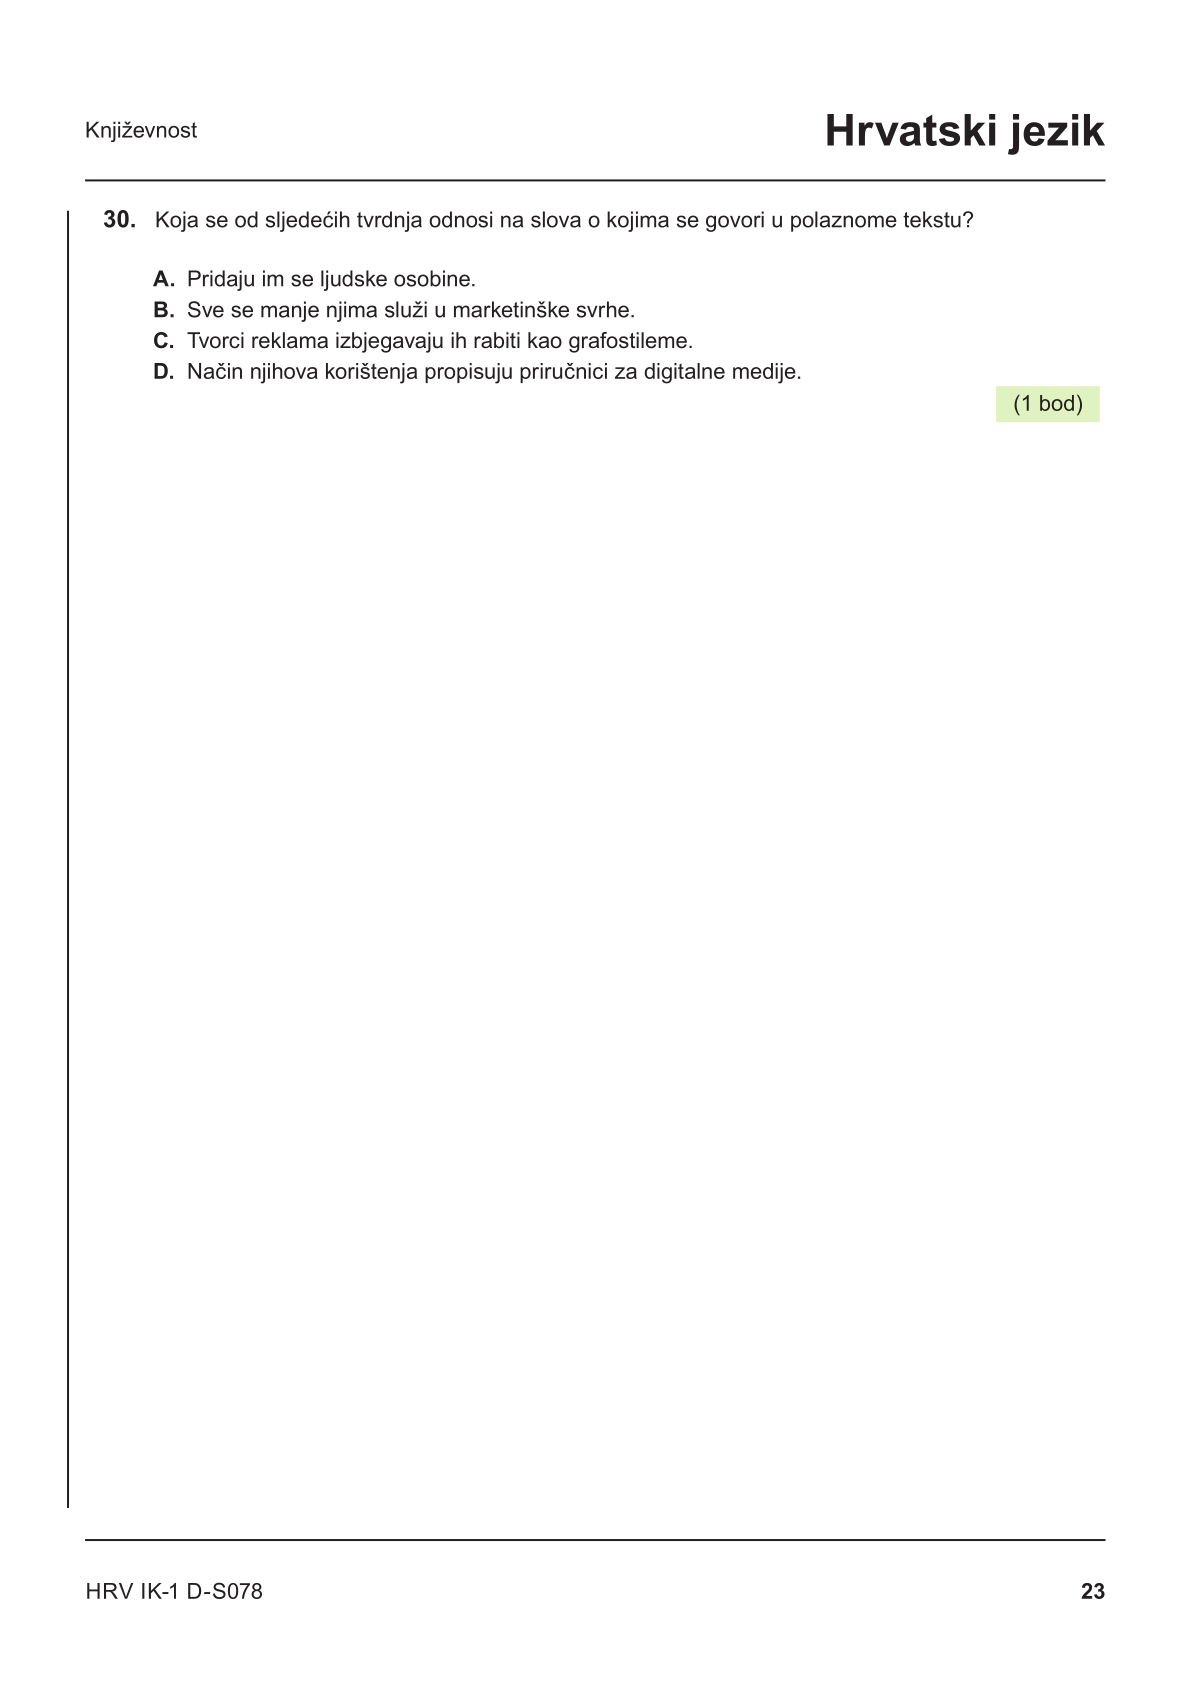 Književnost
Hrvatski jezik
30. Koja se od sljedećih tvrdnja odnosi na slova o kojima se govori u polaznome tekstu?
A. Pridaju im se ljudske osobine.
B. Sve se manje njima služi u marketinške svrhe.
C. Tvorci reklama izbjegavaju ih rabiti kao grafostileme.
D. Način njihova korištenja propisuju priručnici za digitalne medije.
(1 bod)
HRV IK-1 D-S078
23